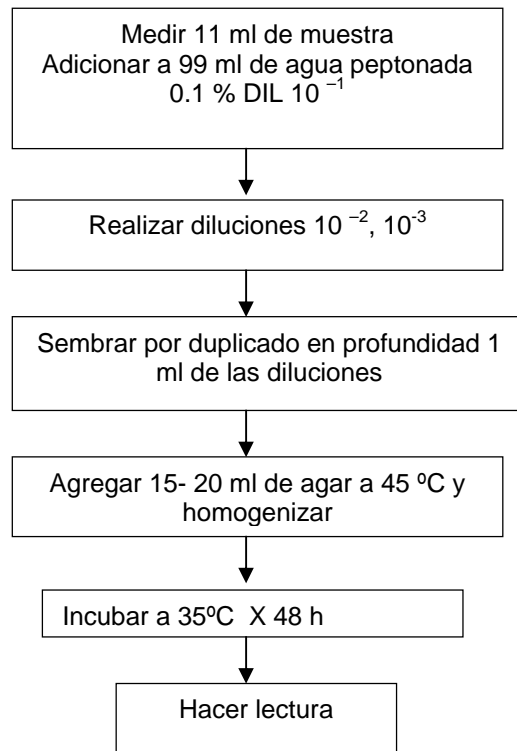 Medir 11 ml de muestra
Adicionar a 99 ml de agua peptonada
0.1 % DIL 10 ⁻¹
Realizar diluciones 10 ⁻², 10⁻³
Sembrar por duplicado en profundidad 1
ml de las diluciones
Agregar 15- 20 ml de agar a 45 ºC y
homogenizar
Incubar a 35ºC X 48 h
Hacer lectura